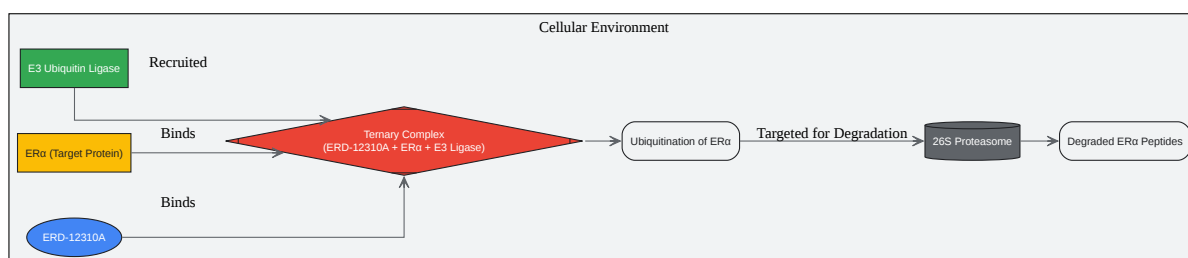 Cellular Environment
E3 Ubiquitin Ligase
Recruited
ERα (Target Protein)
Binds
Ternary Complex
(ERD-12310A + ERα + E3 Ligase)
Ubiquitination of ERα
Targeted for Degradation
26S Proteasome
Degraded ERα Peptides
Binds
ERD-12310A